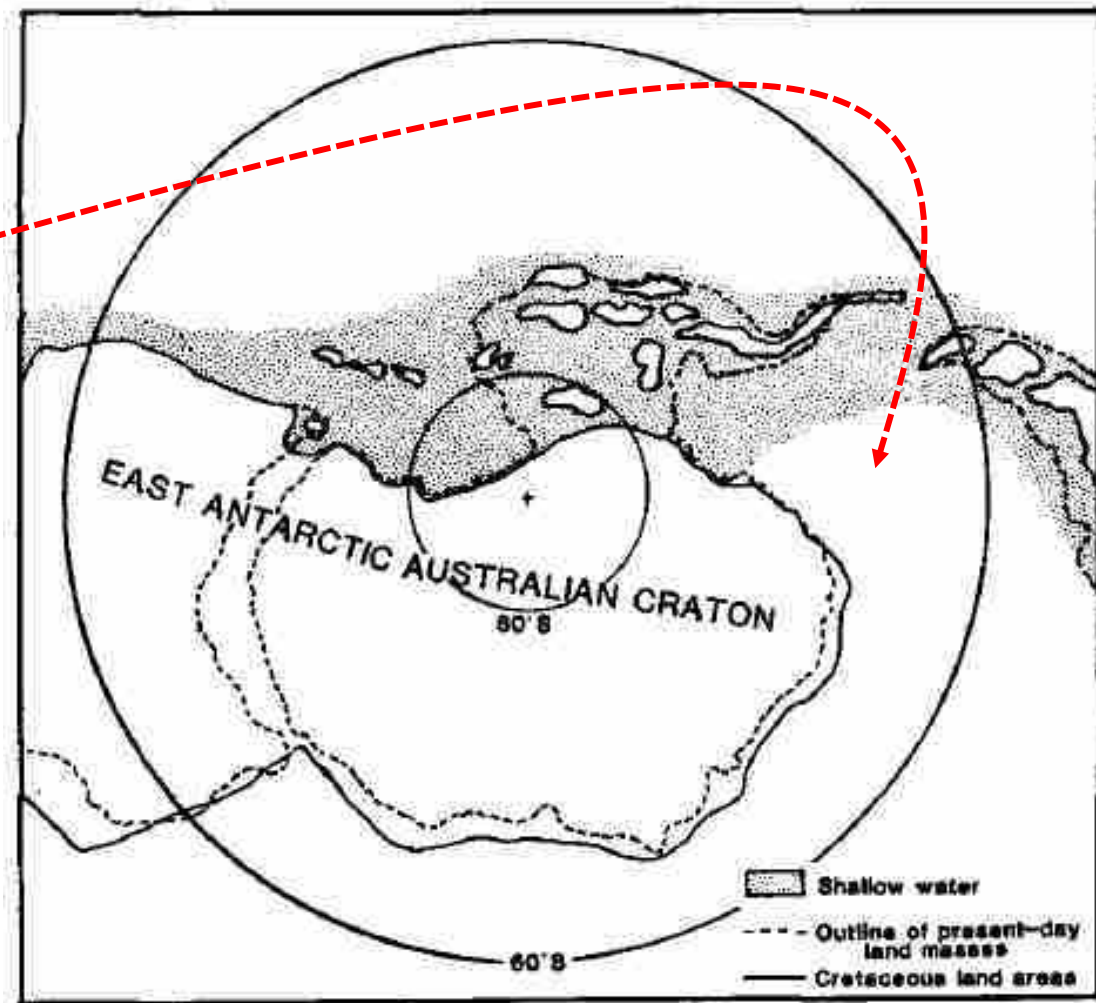 EAST ANTARCTIC AUSTRALIAN CRATON
80°S
60°S
Shallow water
Outline of present-day
land masses
Cretaceous land areas